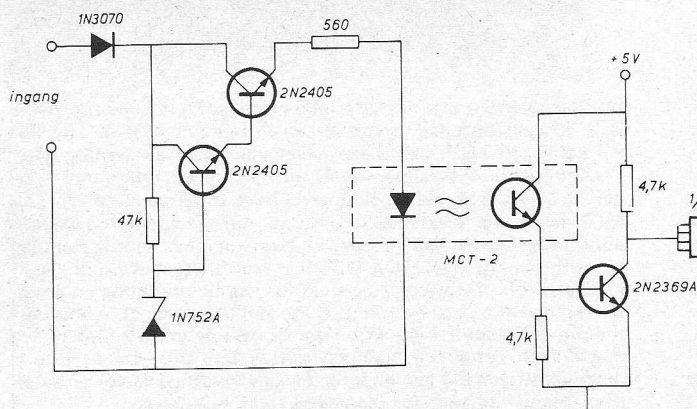 1N3070
560
2N2405
+5V
ingang
2N2405
4,7k
47k
MCT-2
2N2369A
1N752A
4,7k